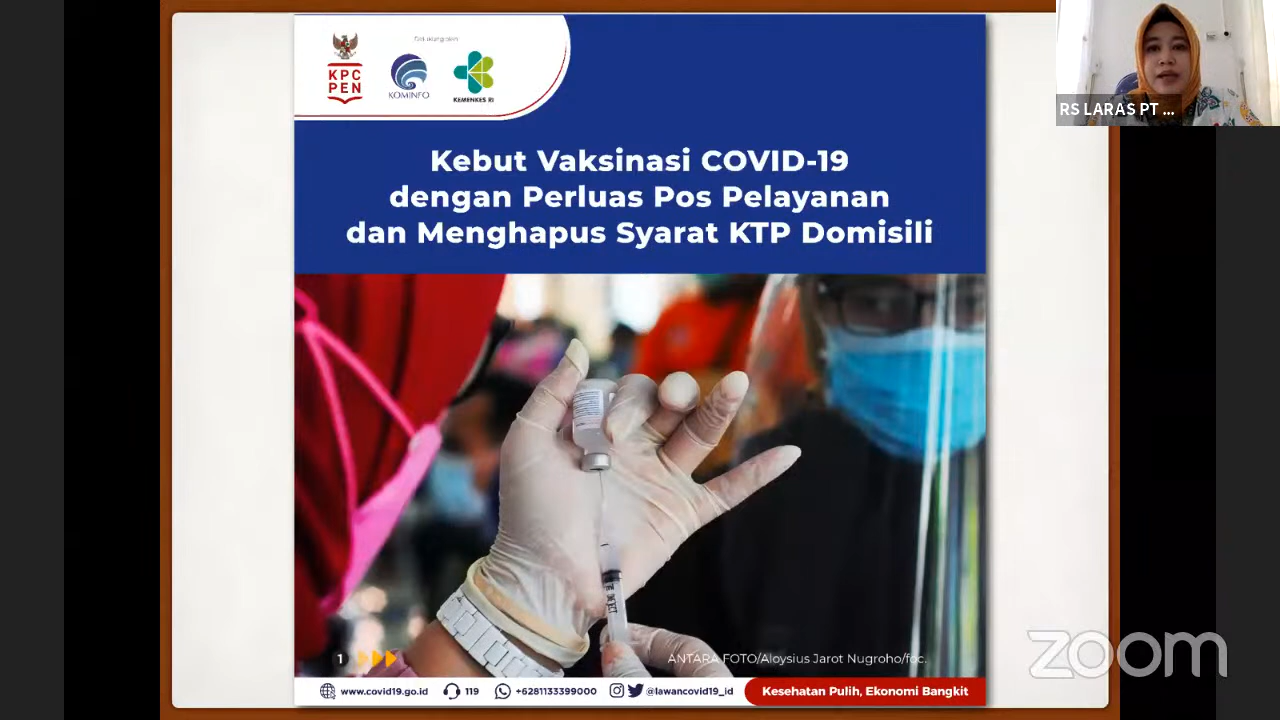 Didukung oleh:
KPC
PEN
KOMINFO
KEMENKES RI
RS LARAS PT ...
Kebut Vaksinasi COVID-19
dengan Perluas Pos Pelayanan
dan Menghapus Syarat KTP Domisili
1
ANTARA FOTO/Aloysius Jarot Nugroho/foc.
www.covid19.go.id
119
+6281133399000
@lawancovid19_id
Kesehatan Pulih, Ekonomi Bangkit
zoom